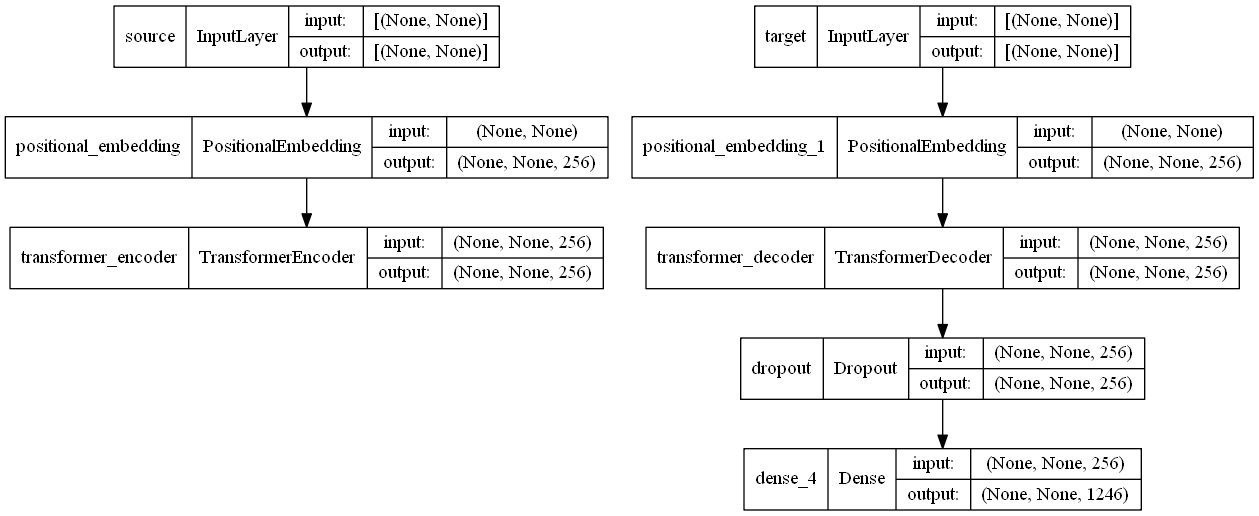 source InputLayer input: [(None, None)]
output: [(None, None)]
target InputLayer input: [(None, None)]
output: [(None, None)]
positional_embedding PositionalEmbedding input: (None, None)
output: (None, None, 256)
positional_embedding_1 PositionalEmbedding input: (None, None)
output: (None, None, 256)
transformer_encoder TransformerEncoder input: (None, None, 256)
output: (None, None, 256)
transformer_decoder TransformerDecoder input: (None, None, 256)
output: (None, None, 256)
dropout Dropout input: (None, None, 256)
output: (None, None, 256)
dense_4 Dense input: (None, None, 256)
output: (None, None, 1246)